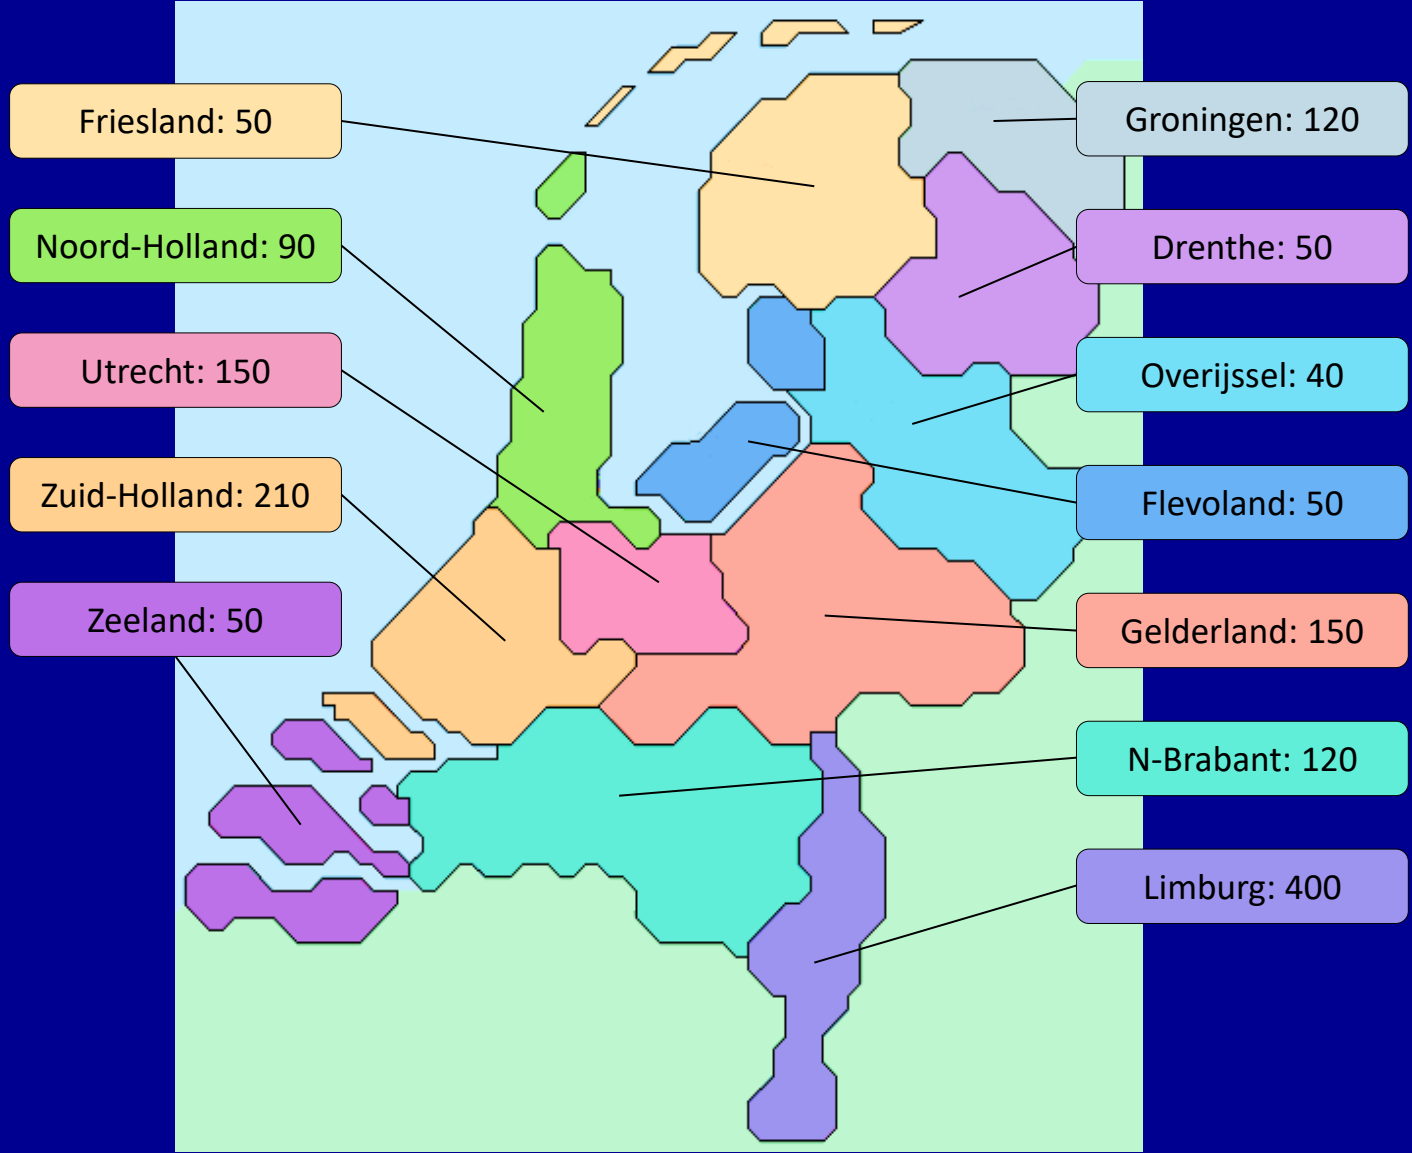 Friesland: 50
Noord-Holland: 90
Utrecht: 150
Zuid-Holland: 210
Zeeland: 50
Groningen: 120
Drenthe: 50
Overijssel: 40
Flevoland: 50
Gelderland: 150
N-Brabant: 120
Limburg: 400